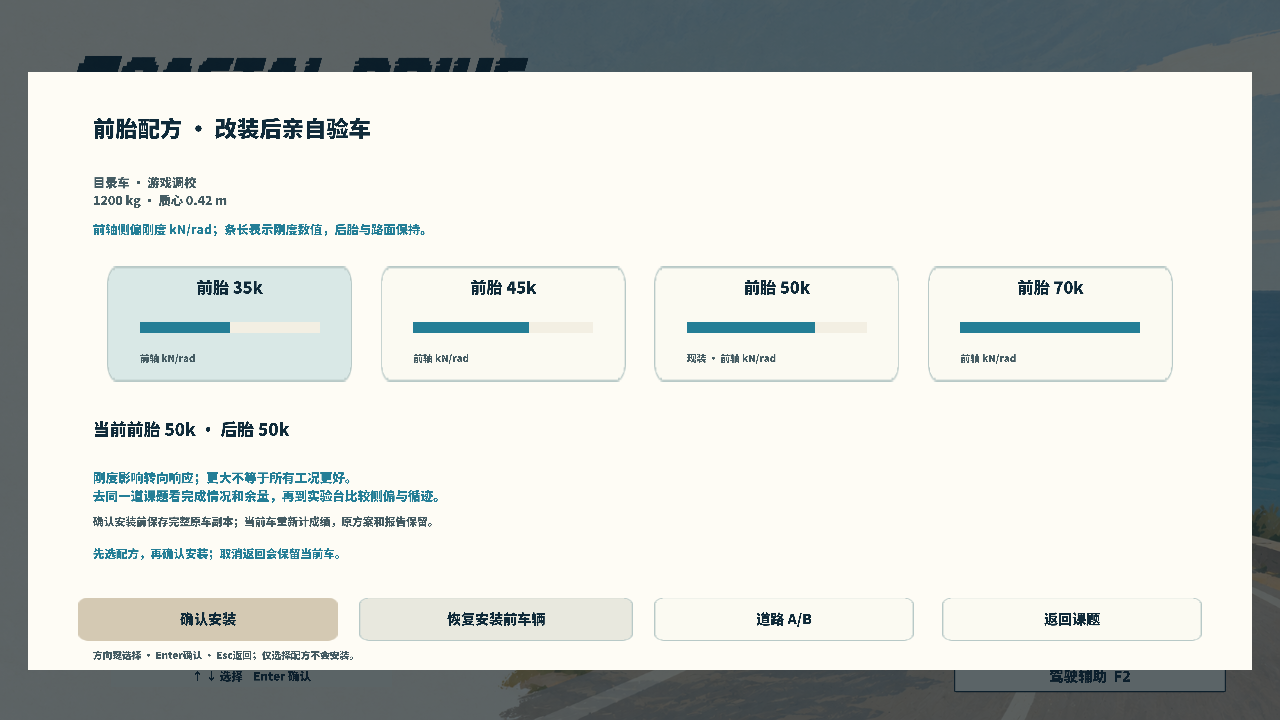 前胎配方 · 改装后亲自验车
目录车 · 游戏调校
1200 kg · 质心 0.42 m
前轴侧偏刚度 kN/rad；条长表示刚度数值，后胎与路面保持。
前胎 35k
前轴 kN/rad
前胎 45k
前轴 kN/rad
前胎 50k
现装 · 前轴 kN/rad
前胎 70k
前轴 kN/rad
当前前胎 50k · 后胎 50k
刚度影响转向响应；更大不等于所有工况更好。
去同一道课题看完成情况和余量，再到实验台比较侧偏与循迹。
确认安装前保存完整原车副本；当前车重新计成绩，原方案和报告保留。
先选配方，再确认安装；取消返回会保留当前车。
确认安装
恢复安装前车辆
道路 A/B
返回课题
方向键选择 · Enter确认 · Esc返回；仅选择配方不会安装。
↑ ↓ 选择 Enter 确认
驾驶辅助 F2